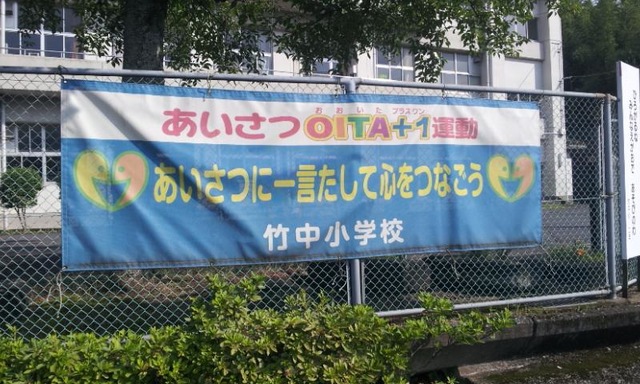 おおいた プラスワン
あいさつOITA+1運動
あいさつに一言たして心をつなごう
竹中小学校